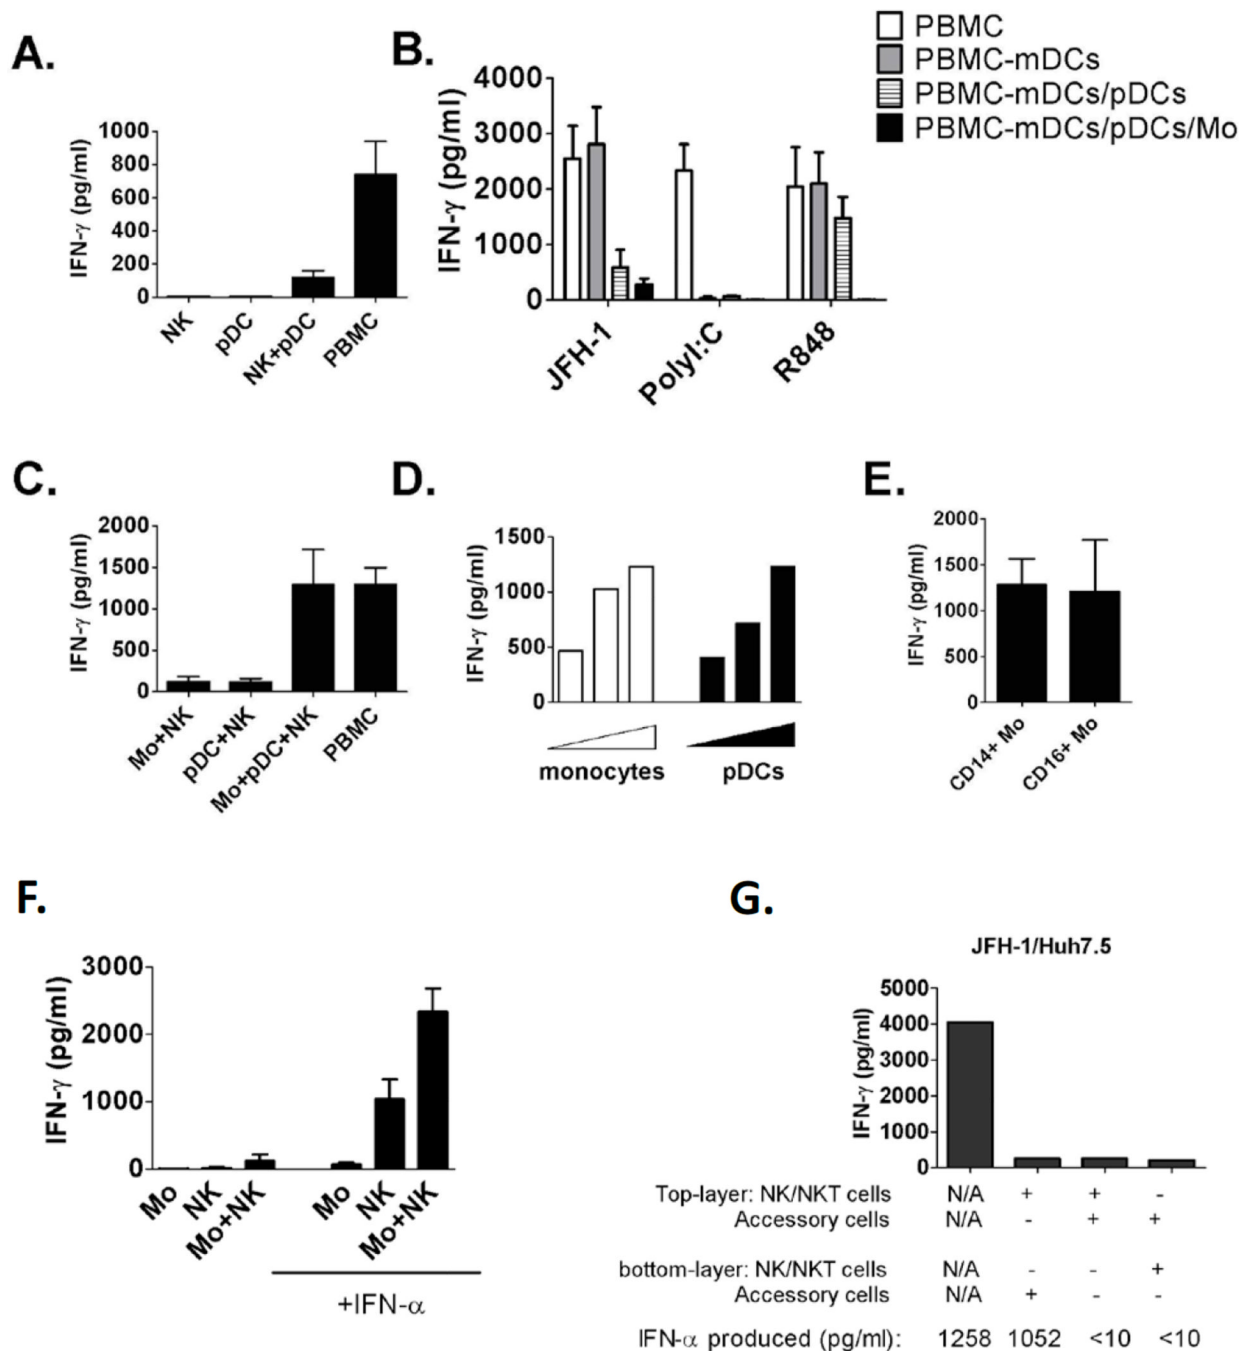 A.
IFN-γ (pg/ml)
1000
800
600
400
200
0
NK
pDC
NK+pDC
PBMC
B.
PBMC
PBMC-mDCs
PBMC-mDCs/pDCs
PBMC-mDCs/pDCs/Mo
IFN-γ (pg/ml)
4000
3000
2000
1000
0
JFH-1
PolyI:C
R848
C.
IFN-γ (pg/ml)
2000
1500
1000
500
0
Mo+NK
pDC+NK
Mo+pDC+NK
PBMC
D.
IFN-γ (pg/ml)
1500
1000
500
0
monocytes
pDCs
E.
IFN-γ (pg/ml)
2000
1500
1000
500
0
CD14+ Mo
CD16+ Mo
F.
IFN-γ (pg/ml)
3000
2000
1000
0
Mo
NK
Mo+NK
Mo
NK
Mo+NK
+IFN-α
G.
JFH-1/Huh7.5
IFN-γ (pg/ml)
5000
4000
3000
2000
1000
0
Top-layer: NK/NKT cells N/A + + -
Accessory cells N/A - + +
bottom-layer: NK/NKT cells N/A - - +
Accessory cells N/A + - -
IFN-α produced (pg/ml): 1258 1052 <10 <10